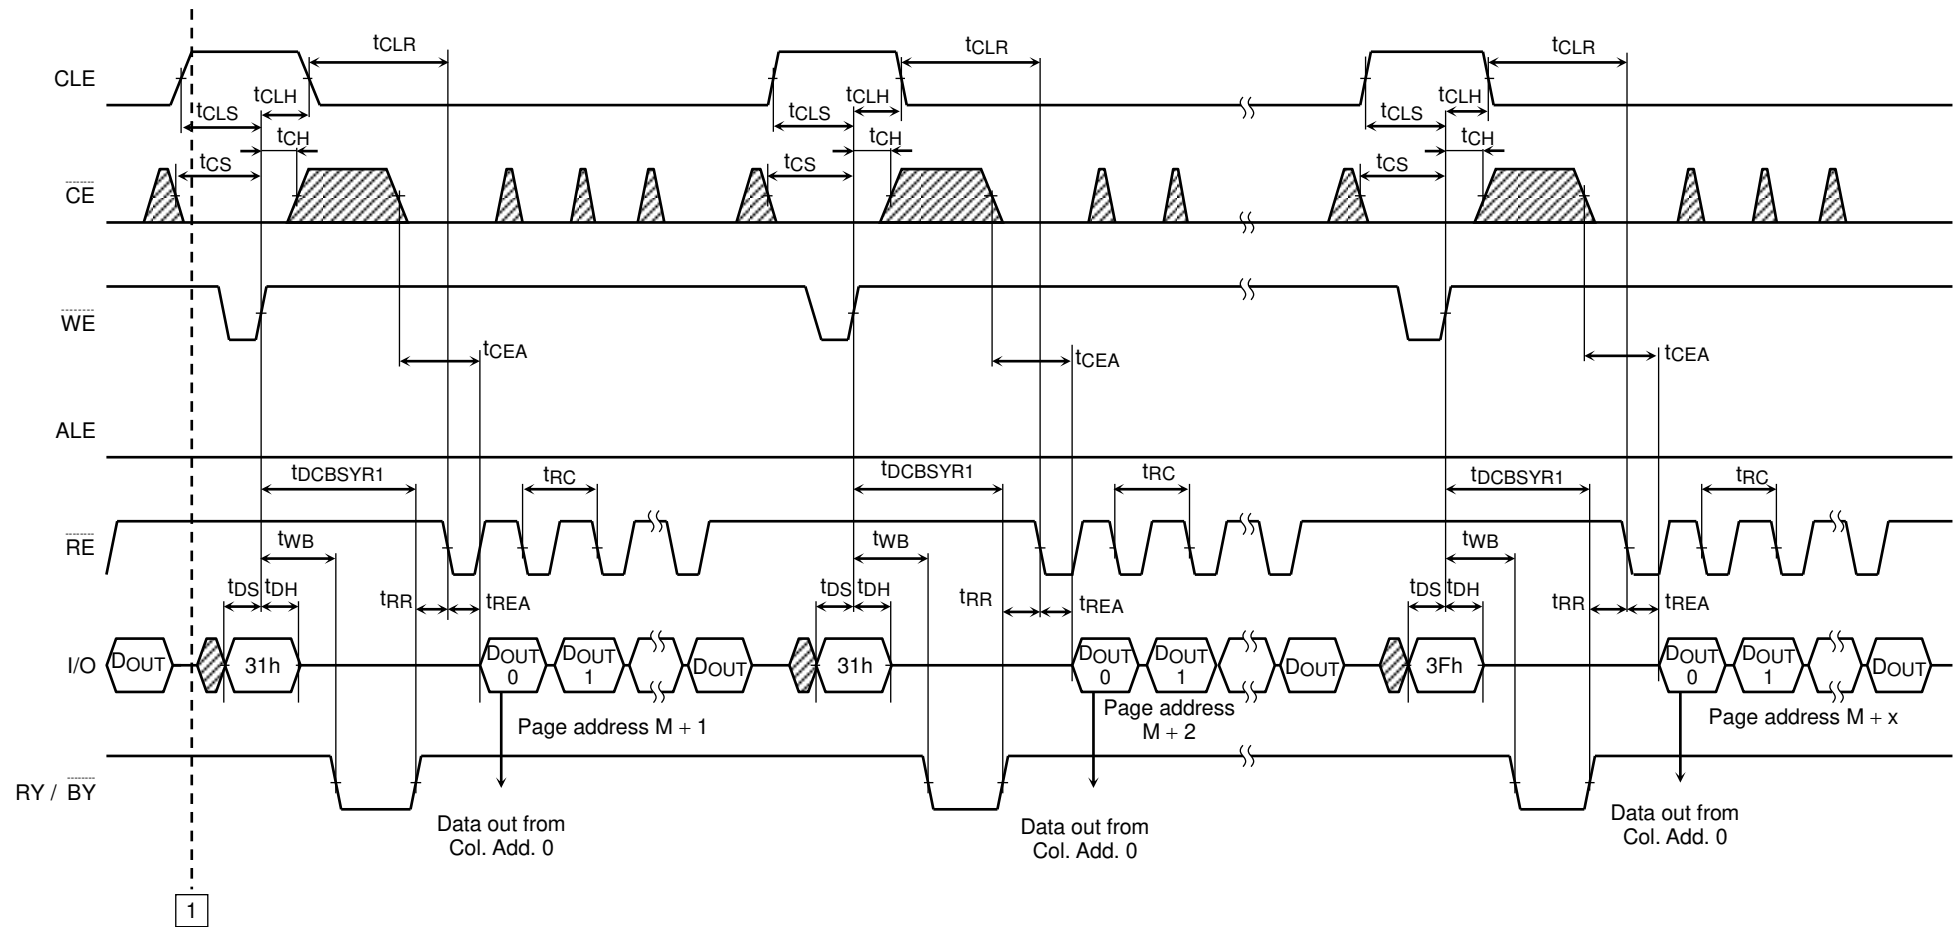 tCLR tCLR tCLR
CLE
tCLH tCLH tCLH
tCLS tCLS tCLS
tCH tCH tCH
tCS tCS tCS
CE
WE
tCEA tCEA tCEA
ALE
tDCBSYR1 tRC tDCBSYR1 tRC tDCBSYR1 tRC
RE
tWB tWB tWB
tDS tDH tDS tDH tDS tDH
tRR tREA tRR tREA tRR tREA
I/O DOUT 31h DOUT 0 DOUT 1 DOUT 31h DOUT 0 DOUT 1 DOUT 3Fh DOUT 0 DOUT 1 DOUT
Page address M + 1
Page address
M + 2
Page address M + x
RY / BY
Data out from
Col. Add. 0
Data out from
Col. Add. 0
Data out from
Col. Add. 0
1